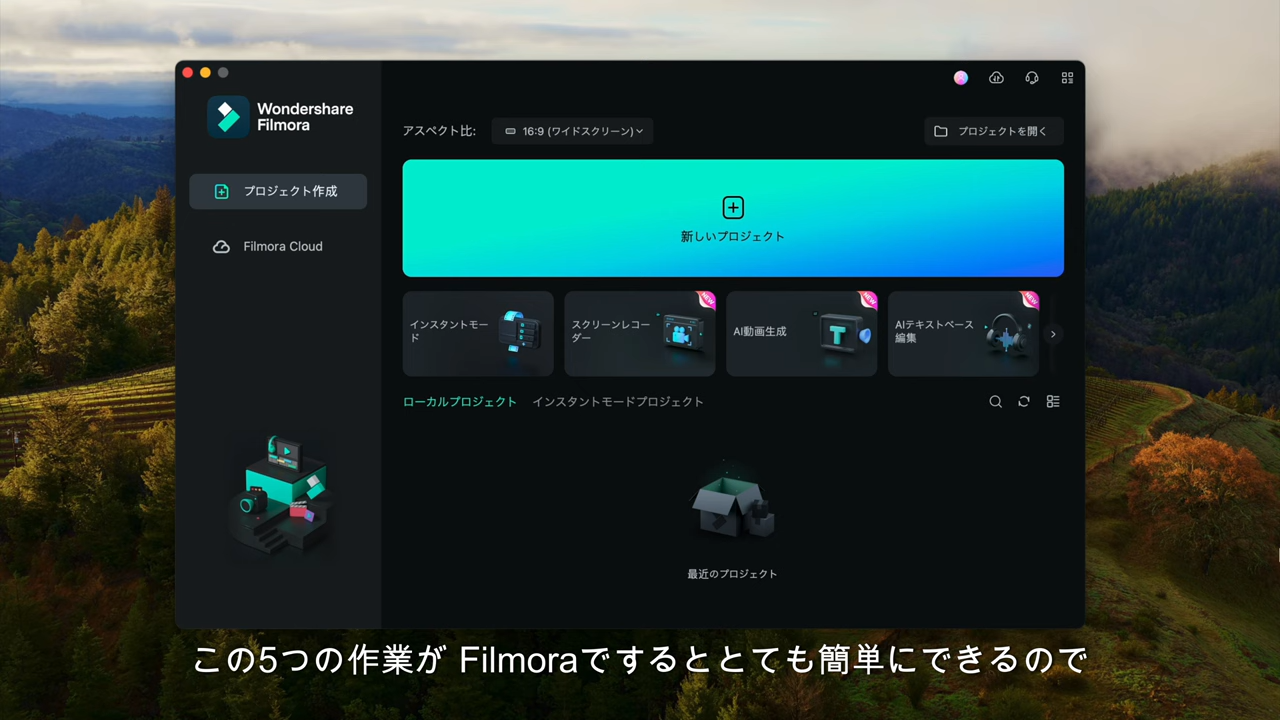 Wondershare
Filmora
プロジェクト作成
Filmora Cloud
アスペクト比:
16:9 (ワイドスクリーン)
プロジェクトを開く
新しいプロジェクト
インスタントモー
ド
スクリーンレコー
ダー
NEW
AI動画生成
NEW
AIテキストベース
編集
NEW
ローカルプロジェクト
インスタントモードプロジェクト
最近のプロジェクト
この5つの作業が Filmoraでするととても簡単にできるので